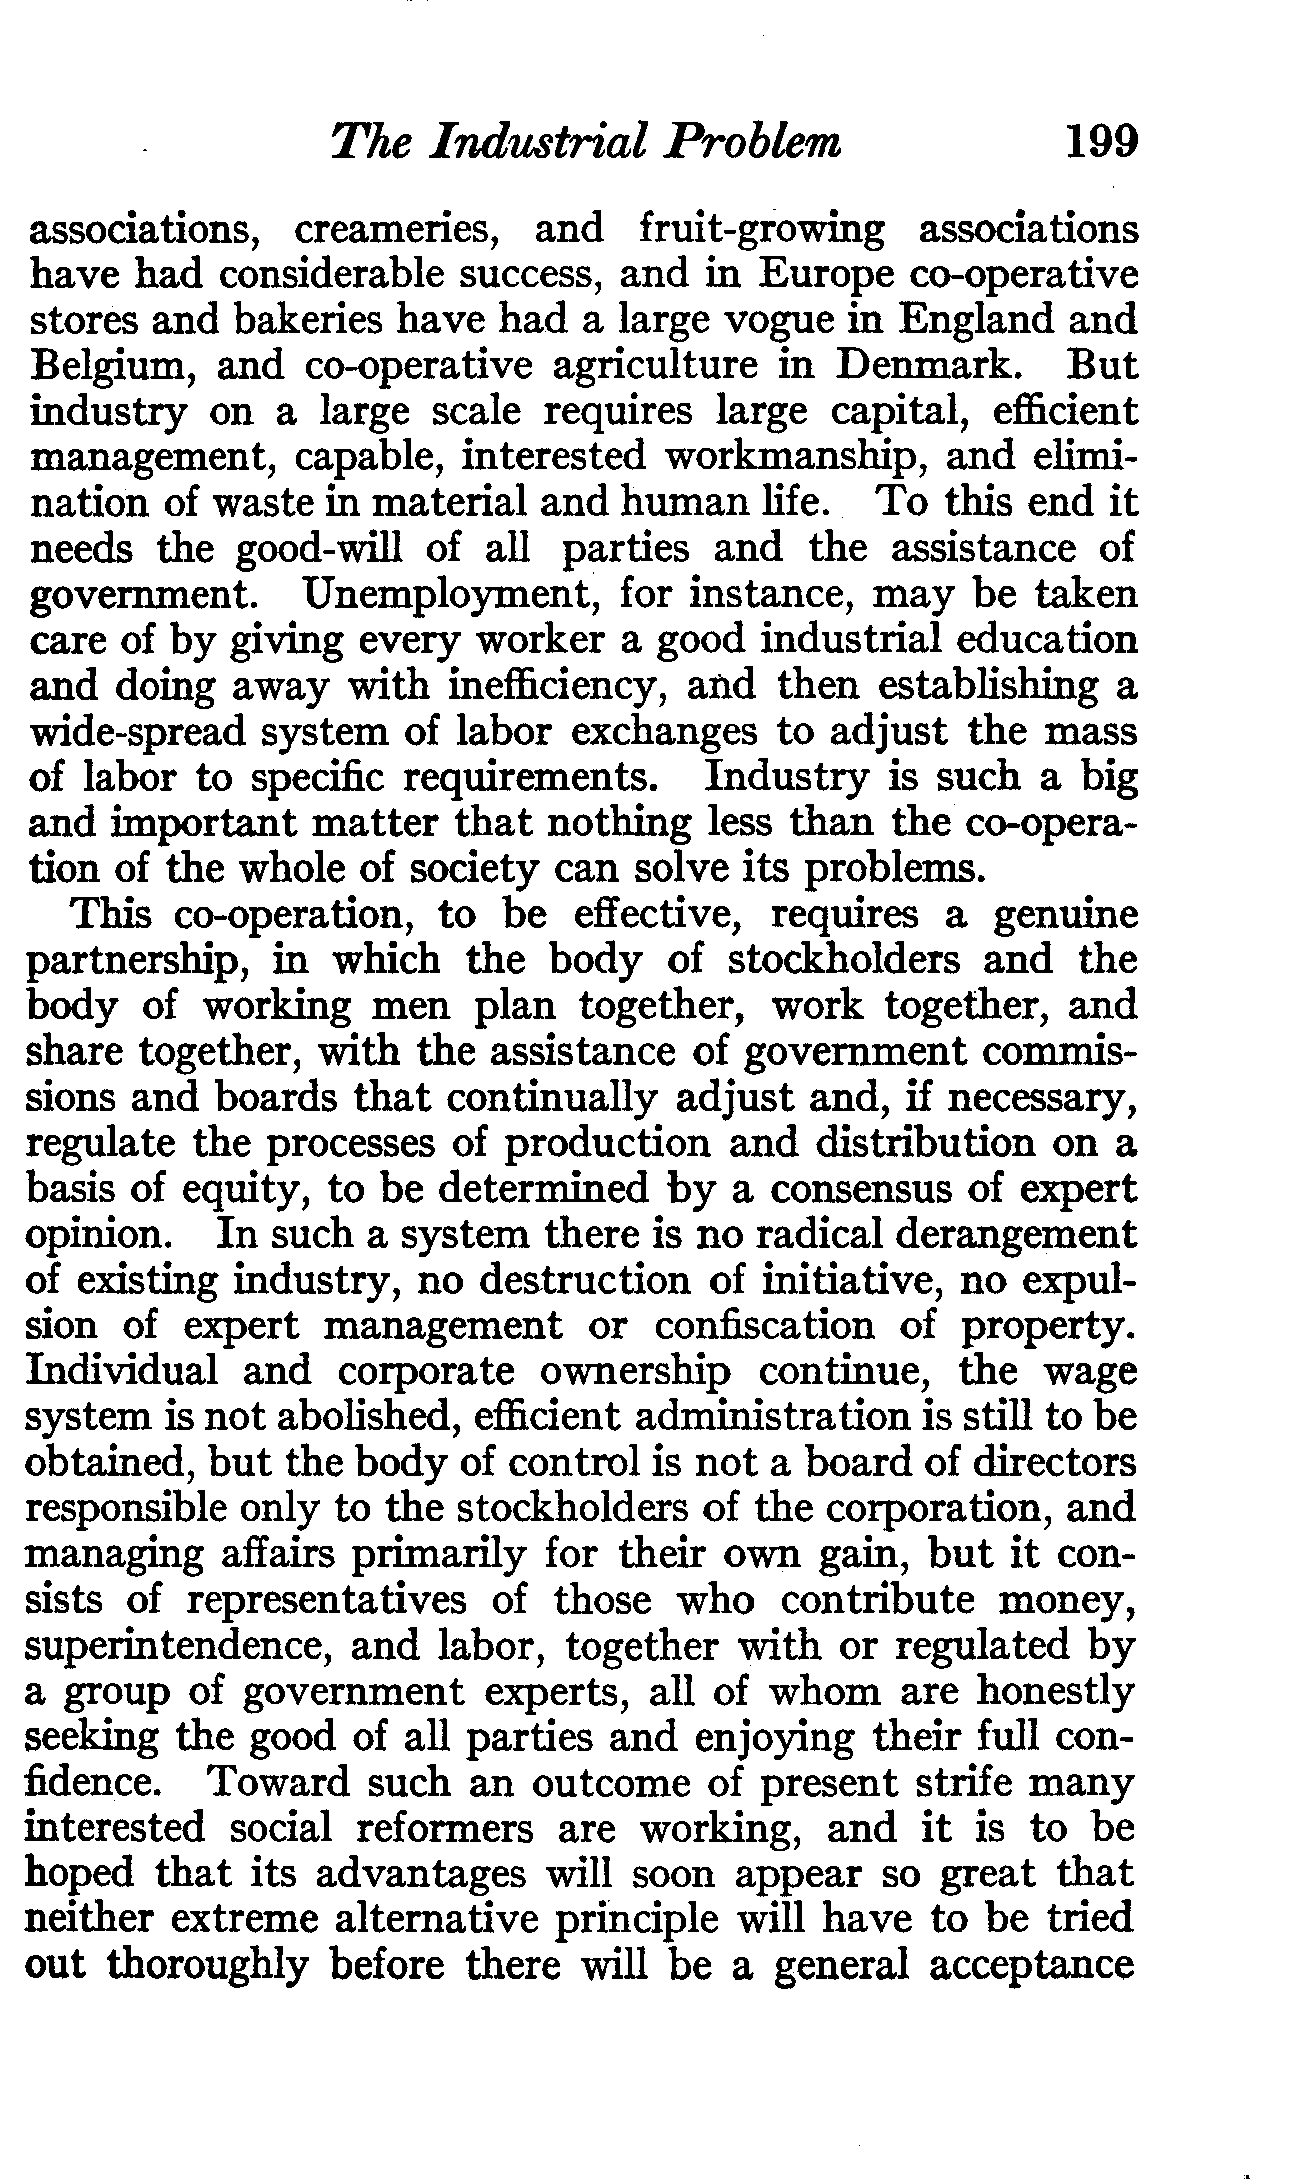 The Industrial Problem 199
associations, creameries, and fruit-growing associations
have had considerable success, and in Europe co-operative
stores and bakeries have had a large vogue in England and
Belgium, and co-operative agriculture in Denmark. But
industry on a large scale requires large capital, efficient
management, capable, interested workmanship, and elimi-
nation of waste in material and human life. To this end it
needs the good-will of all parties and the assistance of
government. Unemployment, for instance, may be taken
care of by giving every worker a good industrial education
and doing away with inefficiency, and then establishing a
wide-spread system of labor exchanges to adjust the mass
of labor to specific requirements. Industry is such a big
and important matter that nothing less than the co-opera-
tion of the whole of society can solve its problems.
This co-operation, to be effective, requires a genuine
partnership, in which the body of stockholders and the
body of working men plan together, work together, and
share together, with the assistance of government commis-
sions and boards that continually adjust and, if necessary,
regulate the processes of production and distribution on a
basis of equity, to be determined by a consensus of expert
opinion. In such a system there is no radical derangement
of existing industry, no destruction of initiative, no expul-
sion of expert management or confiscation of property.
Individual and corporate ownership continue, the wage
system is not abolished, efficient administration is still to be
obtained, but the body of control is not a board of directors
responsible only to the stockholders of the corporation, and
managing affairs primarily for their own gain, but it con-
sists of representatives of those who contribute money,
superintendence, and labor, together with or regulated by
a group of government experts, all of whom are honestly
seeking the good of all parties and enjoying their full con-
fidence. Toward such an outcome of present strife many
interested social reformers are working, and it is to be
hoped that its advantages will soon appear so great that
neither extreme alternative principle will have to be tried
out thoroughly before there will be a general acceptance